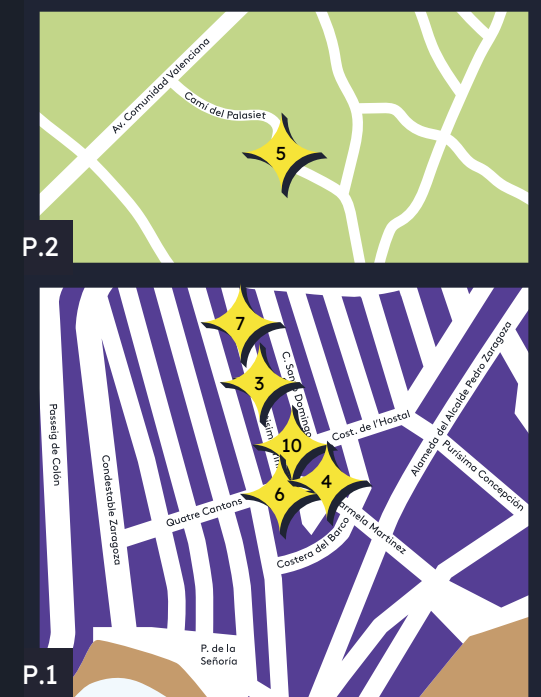 Av. Comunidad Valenciana
Camí del Palasiet
5
P.2
7
3
C. Santo Domingo
10
Cost. de l'Hostal
Alameda del Alcalde Pedro Zaragoza
Passeig de Colón
Condestable Zaragoza
Purísima Concepción
6
4
Quatre Cantons
Martinez
Costera del Barco
P. de la
Señoría
P.1